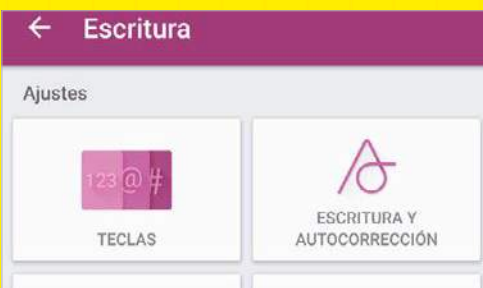 Escritura
Ajustes
123@#
TECLAS
ESCRITURA Y
AUTOCORRECCIÓN